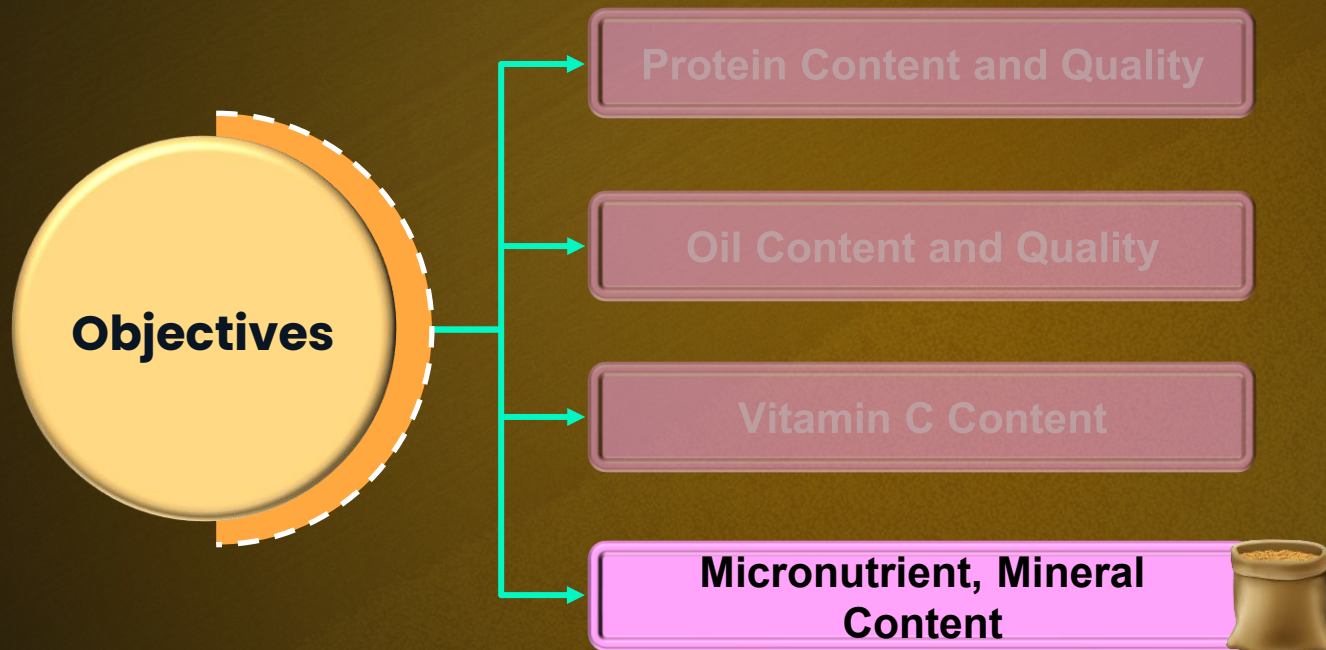 Protein Content and Quality
Oil Content and Quality
Objectives
Vitamin C Content
Micronutrient, Mineral
Content